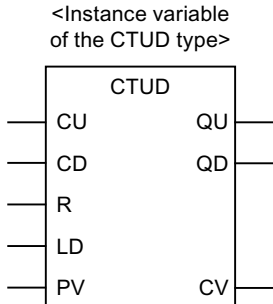 <Instance variable
of the CTUD type>
CTUD
CU QU
CD QD
R
LD
PV CV